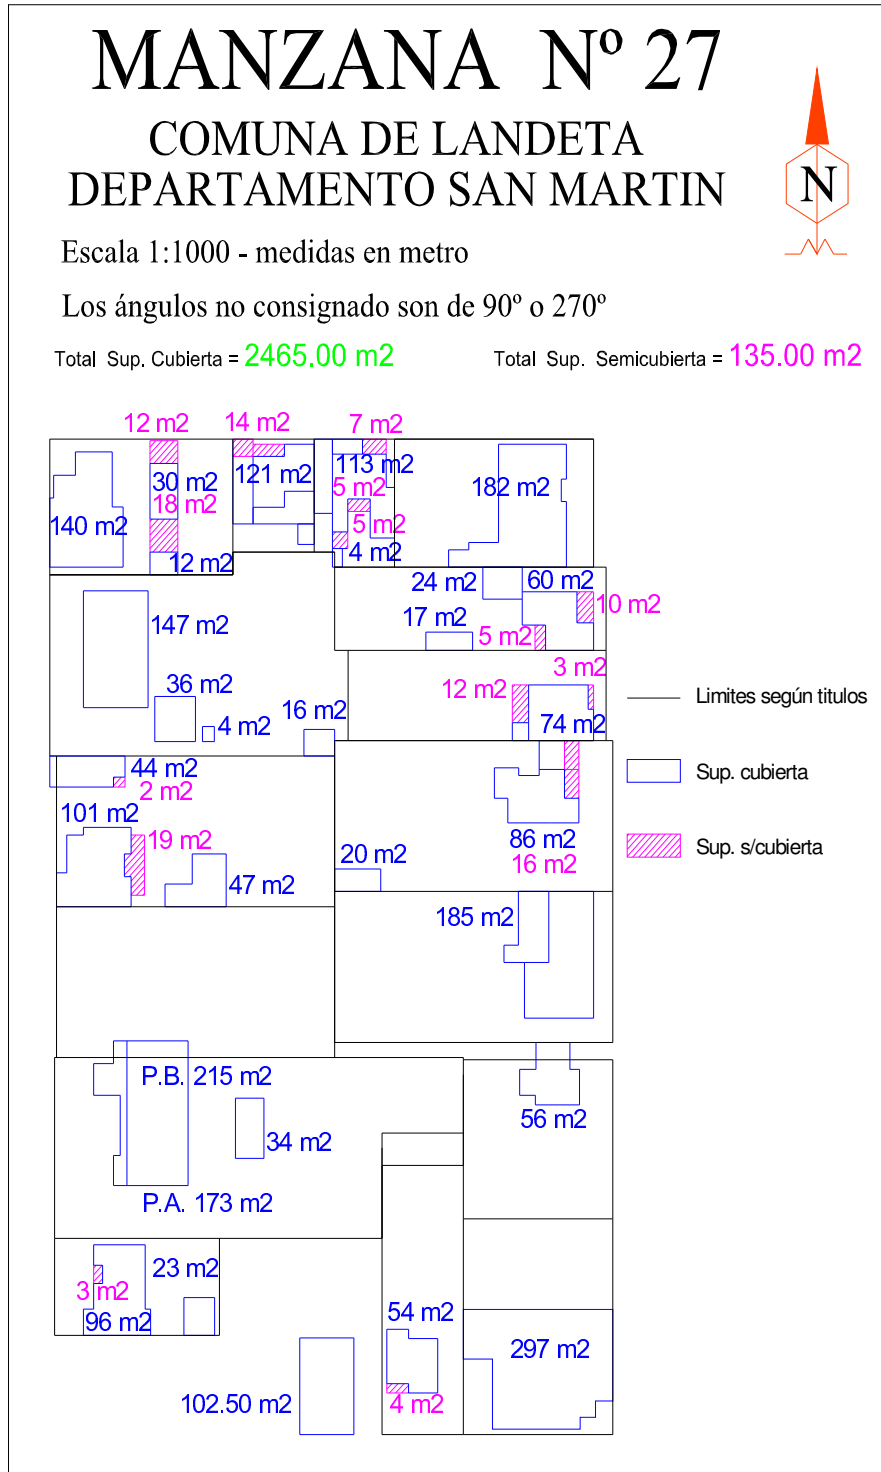 MANZANA Nº 27
COMUNA DE LANDETA
DEPARTAMENTO SAN MARTIN
N
Escala 1:1000 - medidas en metro
Los ángulos no consignado son de 90º o 270º
Total Sup. Cubierta = 2465.00 m2 Total Sup. Semicubierta = 135.00 m2
12 m2 14 m2 7 m2
30 m2 121 m2 113 m2
18 m2 5 m2 182 m2
140 m2 5 m2
12 m2 4 m2
24 m2 60 m2
147 m2 17 m2 10 m2
5 m2
36 m2 12 m2 3 m2
4 m2 16 m2 74 m2
Limites según titulos
44 m2
2 m2
Sup. cubierta
101 m2
19 m2 86 m2
20 m2 16 m2
Sup. s/cubierta
47 m2
185 m2
P.B. 215 m2
34 m2 56 m2
P.A. 173 m2
23 m2
3 m2
96 m2 54 m2
297 m2
102.50 m2 4 m2